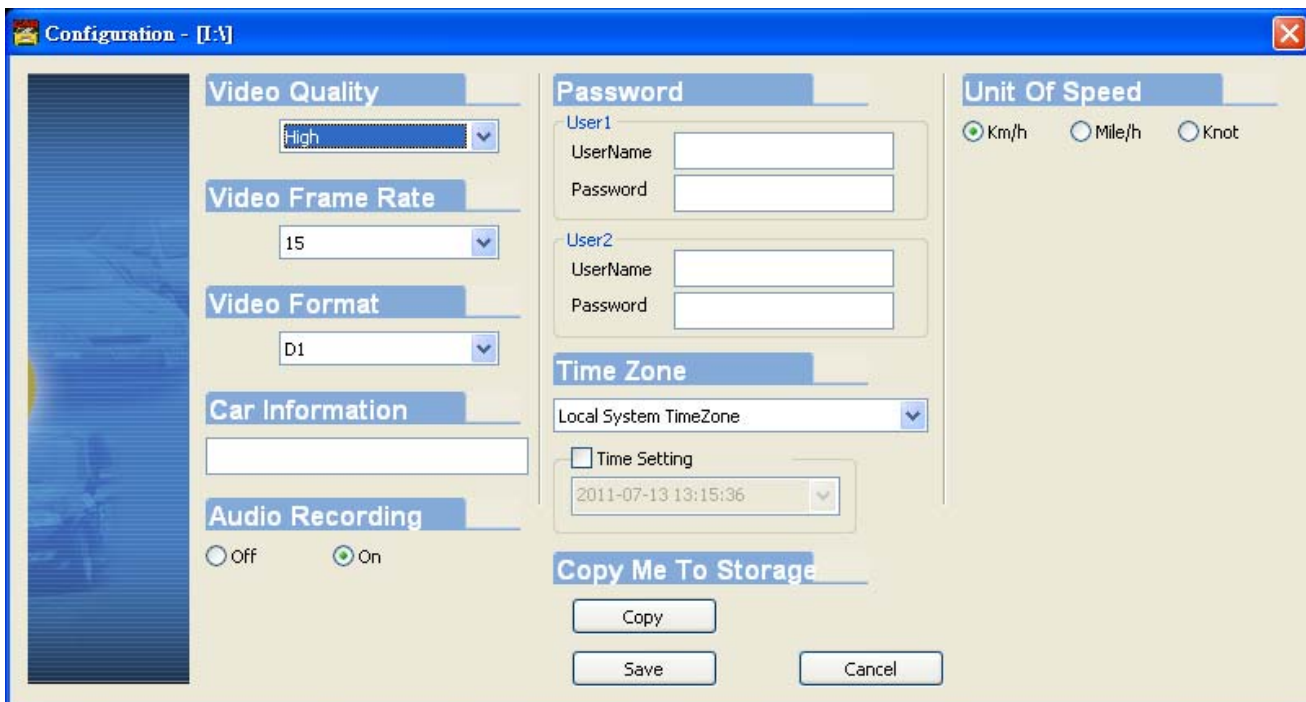 Configuration - [I:\]
Video Quality
High
Video Frame Rate
15
Video Format
D1
Car Information
Audio Recording
Off On
Password
User1
UserName
Password
User2
UserName
Password
Time Zone
Local System TimeZone
Time Setting
2011-07-13 13:15:36
Copy Me To Storage
Copy
Save Cancel
Unit Of Speed
Km/h Mile/h Knot